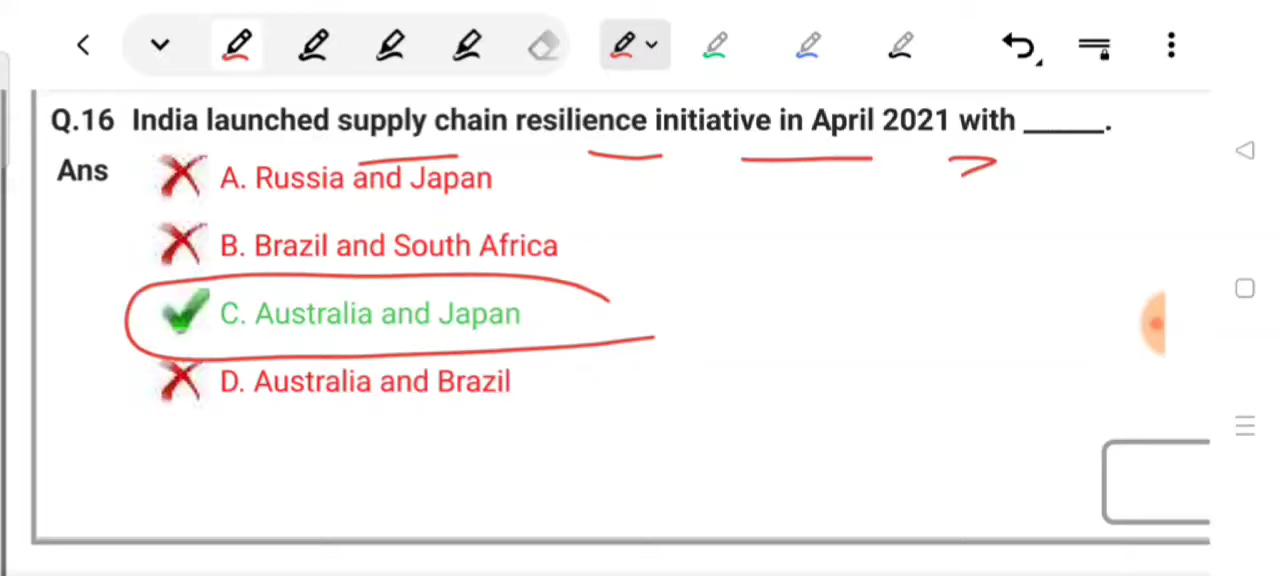 Q.16 India launched supply chain resilience initiative in April 2021 with _____.
Ans A. Russia and Japan
B. Brazil and South Africa
C. Australia and Japan
D. Australia and Brazil